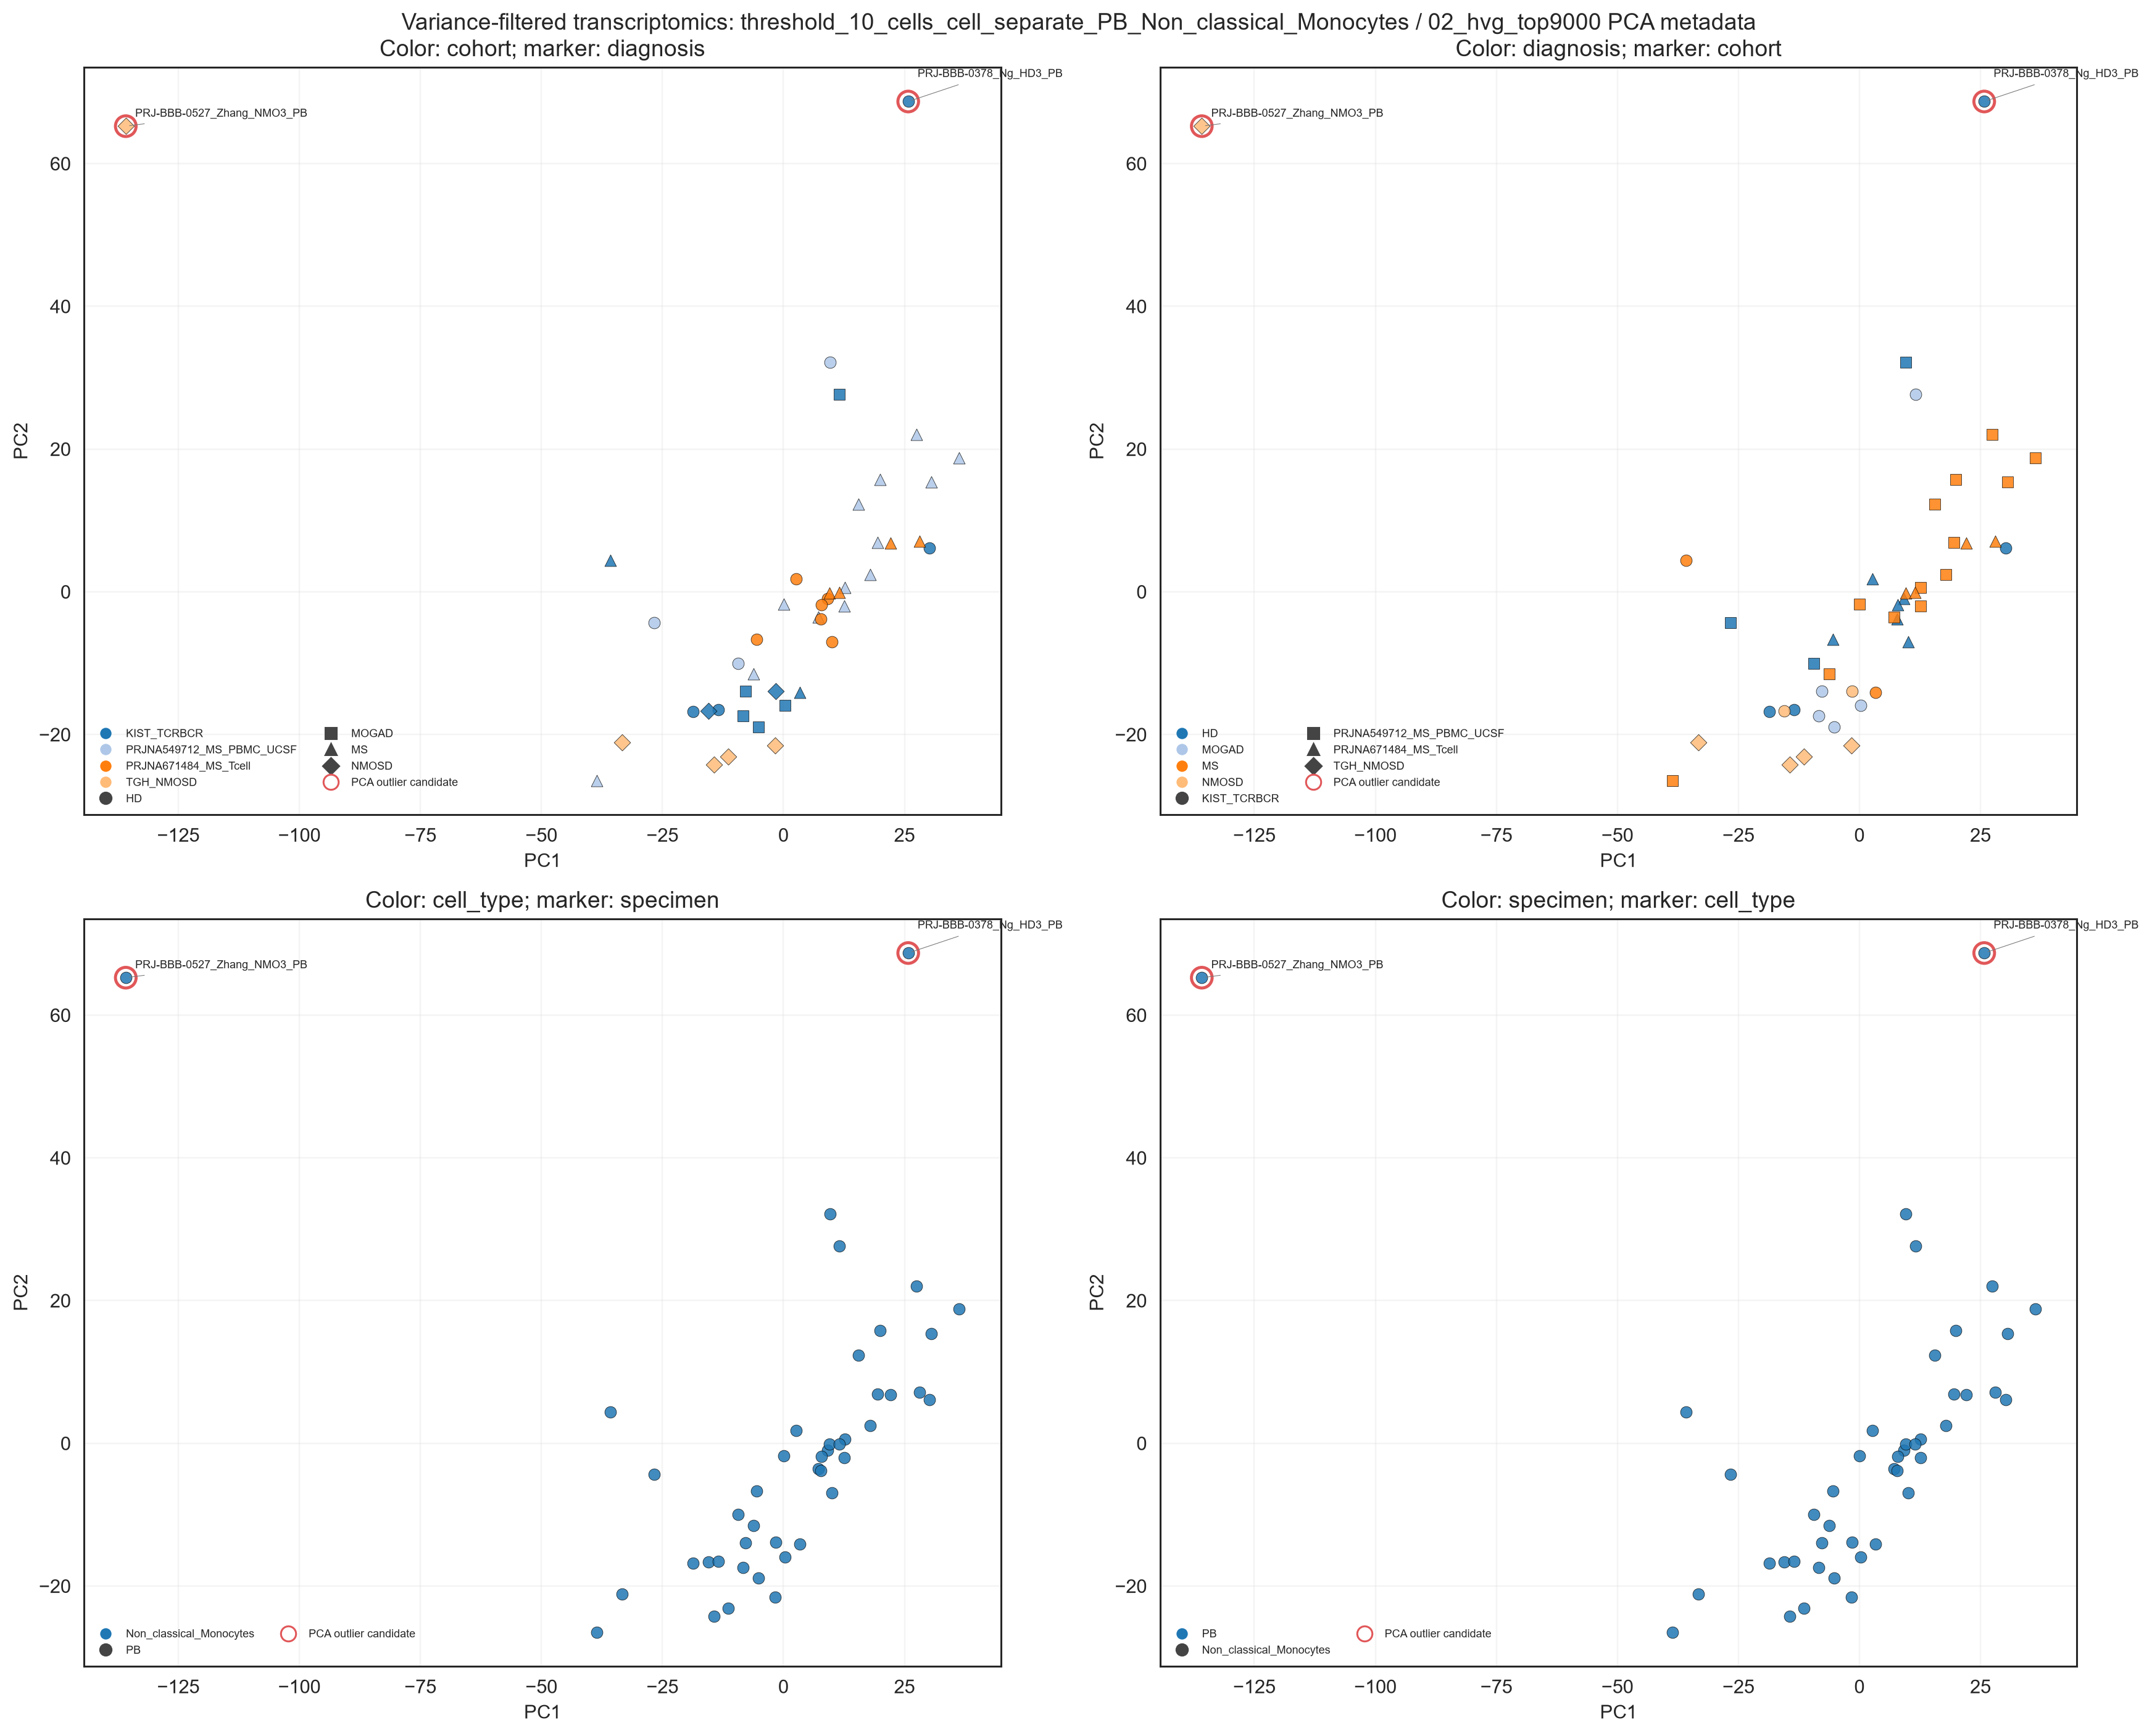 Variance-filtered transcriptomics: threshold_10_cells_cell_separate_PB_Non_classical_Monocytes / 02_hvg_top9000 PCA metadata
Color: cohort; marker: diagnosis
PRJ-BBB-0378_Ng_HD3_PB
PRJ-BBB-0527_Zhang_NMO3_PB
60
40
20
0
−20
PC2
KIST_TCRBCR
PRJNA549712_MS_PBMC_UCSF
PRJNA671484_MS_Tcell
TGH_NMOSD
HD
MOGAD
MS
NMOSD
PCA outlier candidate
−125 −100 −75 −50 −25 0 25
PC1
Color: diagnosis; marker: cohort
PRJ-BBB-0378_Ng_HD3_PB
PRJ-BBB-0527_Zhang_NMO3_PB
60
40
20
0
−20
PC2
HD
MOGAD
MS
NMOSD
KIST_TCRBCR
PRJNA549712_MS_PBMC_UCSF
PRJNA671484_MS_Tcell
TGH_NMOSD
PCA outlier candidate
−125 −100 −75 −50 −25 0 25
PC1
Color: cell_type; marker: specimen
PRJ-BBB-0378_Ng_HD3_PB
PRJ-BBB-0527_Zhang_NMO3_PB
60
40
20
0
−20
PC2
Non_classical_Monocytes
PB
PCA outlier candidate
−125 −100 −75 −50 −25 0 25
PC1
Color: specimen; marker: cell_type
PRJ-BBB-0378_Ng_HD3_PB
PRJ-BBB-0527_Zhang_NMO3_PB
60
40
20
0
−20
PC2
PB
Non_classical_Monocytes
PCA outlier candidate
−125 −100 −75 −50 −25 0 25
PC1